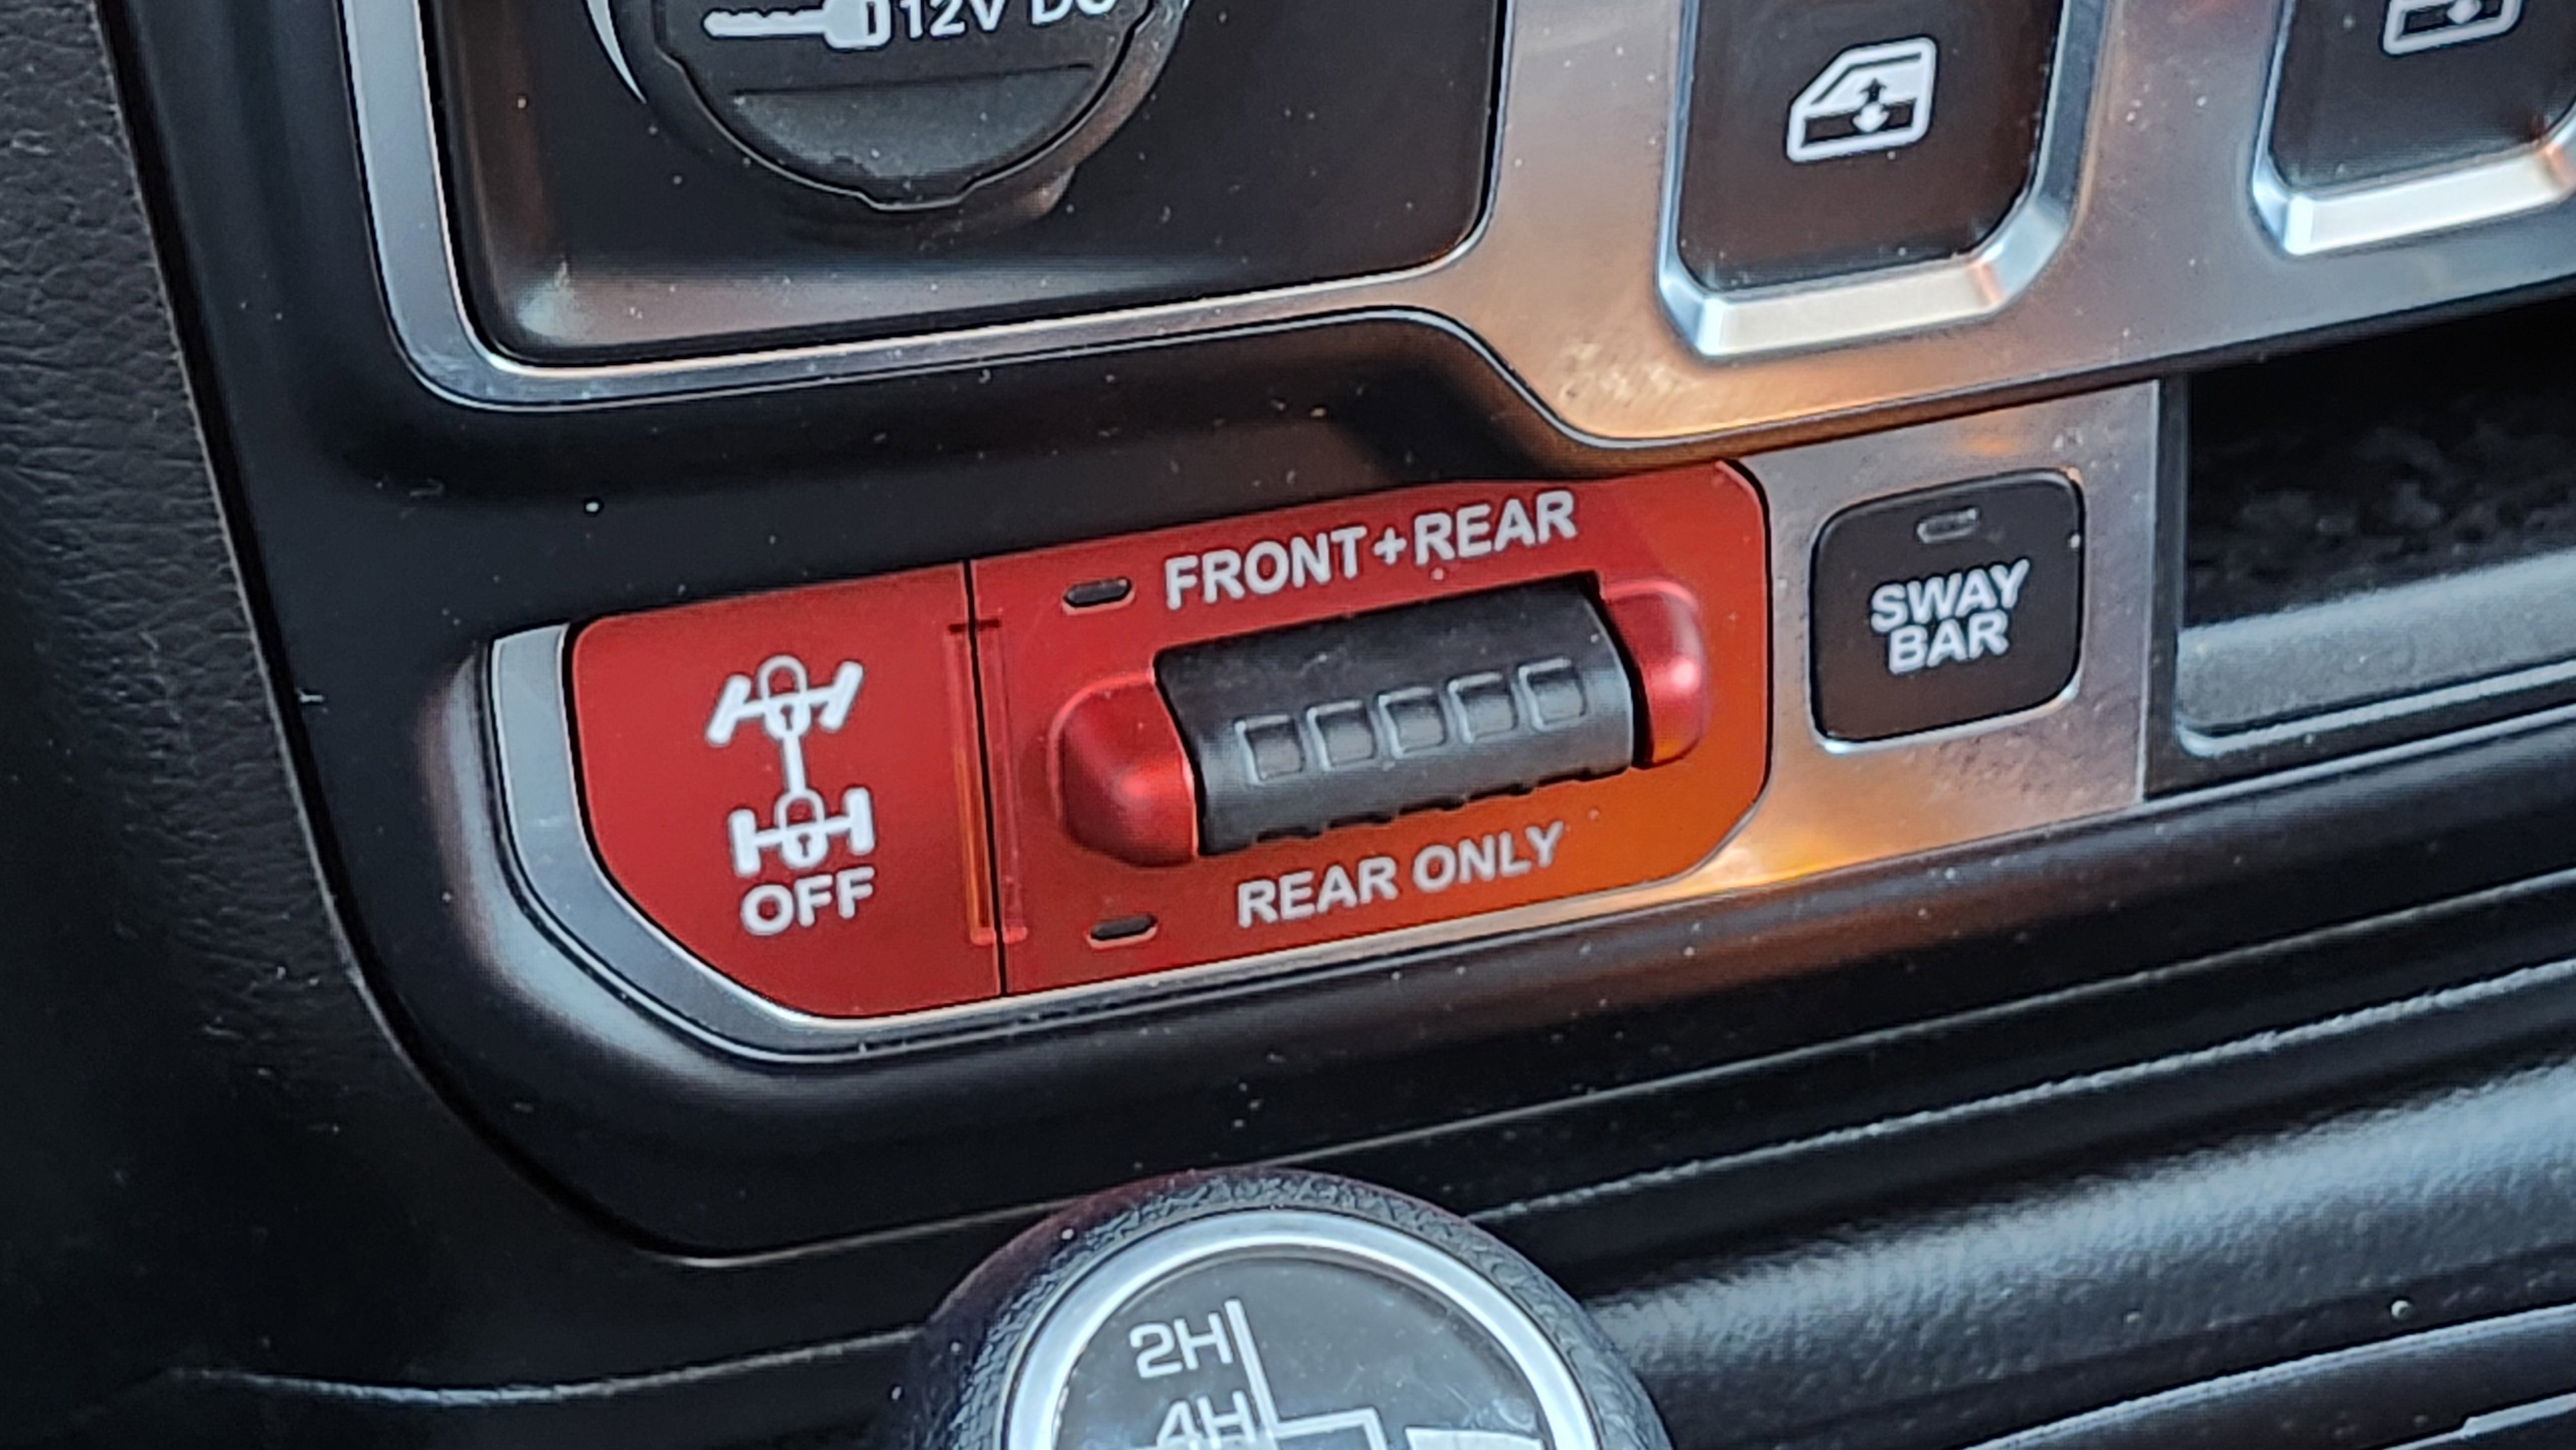 12V DC
FRONT+REAR
SWAY
BAR
OFF
REAR ONLY
2H
4H